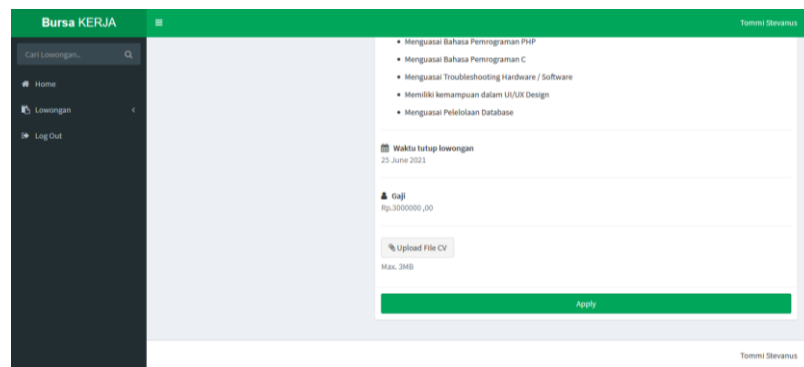 Bursa KERJA
Tommi Stevanus
Cari Lowongan..
Home
Lowongan
Log Out
• Menguasai Bahasa Pemrograman PHP
• Menguasai Bahasa Pemrograman C
• Menguasai Troubleshooting Hardware / Software
• Memiliki kemampuan dalam UI/UX Design
• Menguasai Pelelolaan Database
Waktu tutup lowongan
25 June 2021
Gaji
Rp.3000000 ,00
Upload File CV
Max. 3MB
Apply
Tommi Stevanus